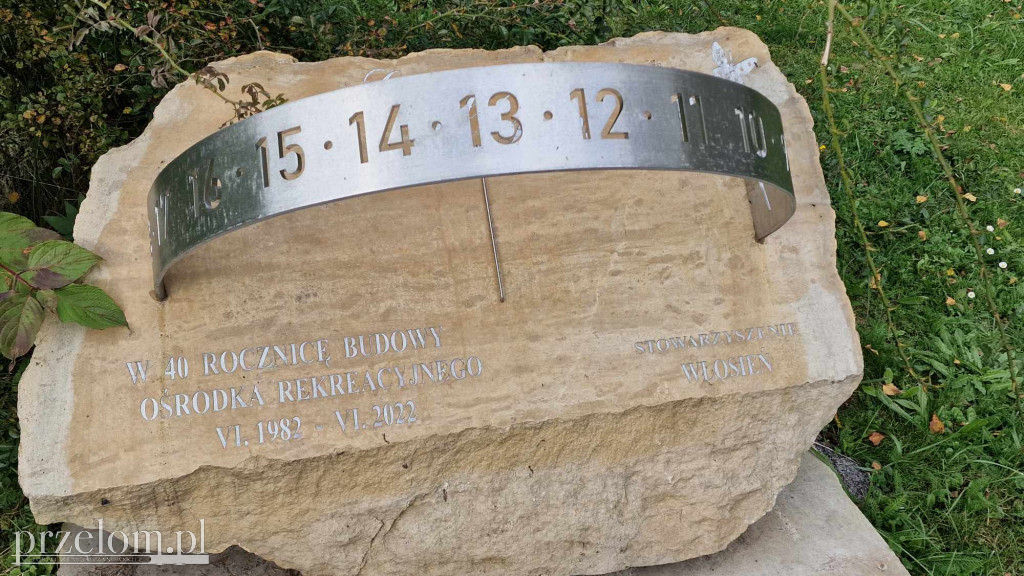 17 16 · 15 · 14 · 13 · 12 · 11 10
W 40 ROCZNICĘ BUDOWY
OŚRODKA REKREACYJNEGO
VI. 1982 - VI. 2022
STOWARZYSZENIE
WŁOSIEŃ
przelom.pl